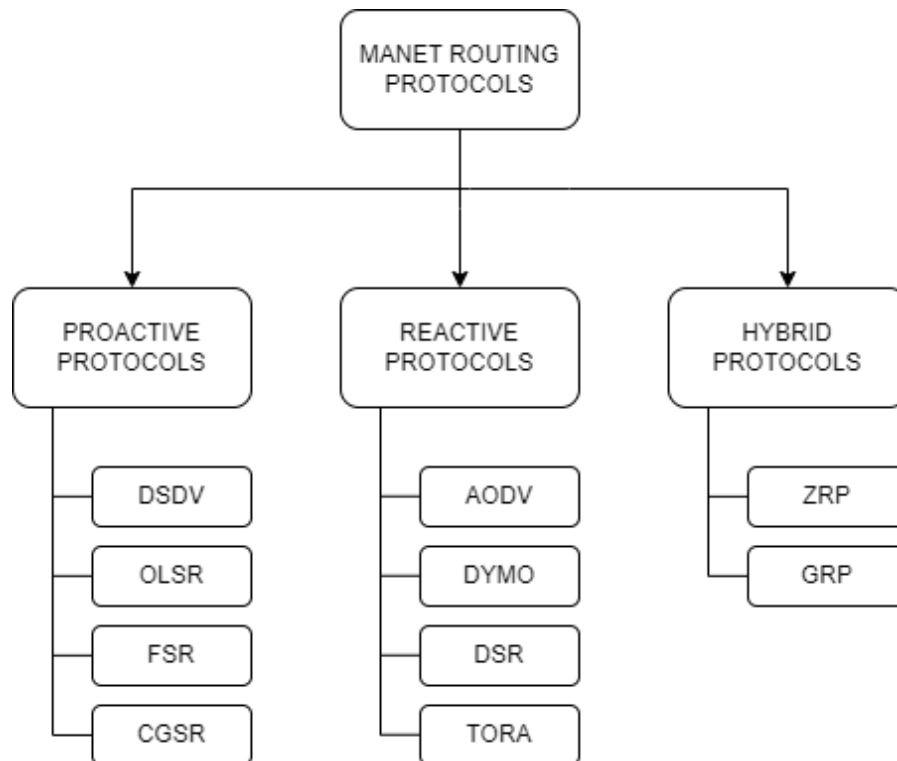 MANET ROUTING
PROTOCOLS
PROACTIVE
PROTOCOLS
DSDV
OLSR
FSR
CGSR
REACTIVE
PROTOCOLS
AODV
DYMO
DSR
TORA
HYBRID
PROTOCOLS
ZRP
GRP